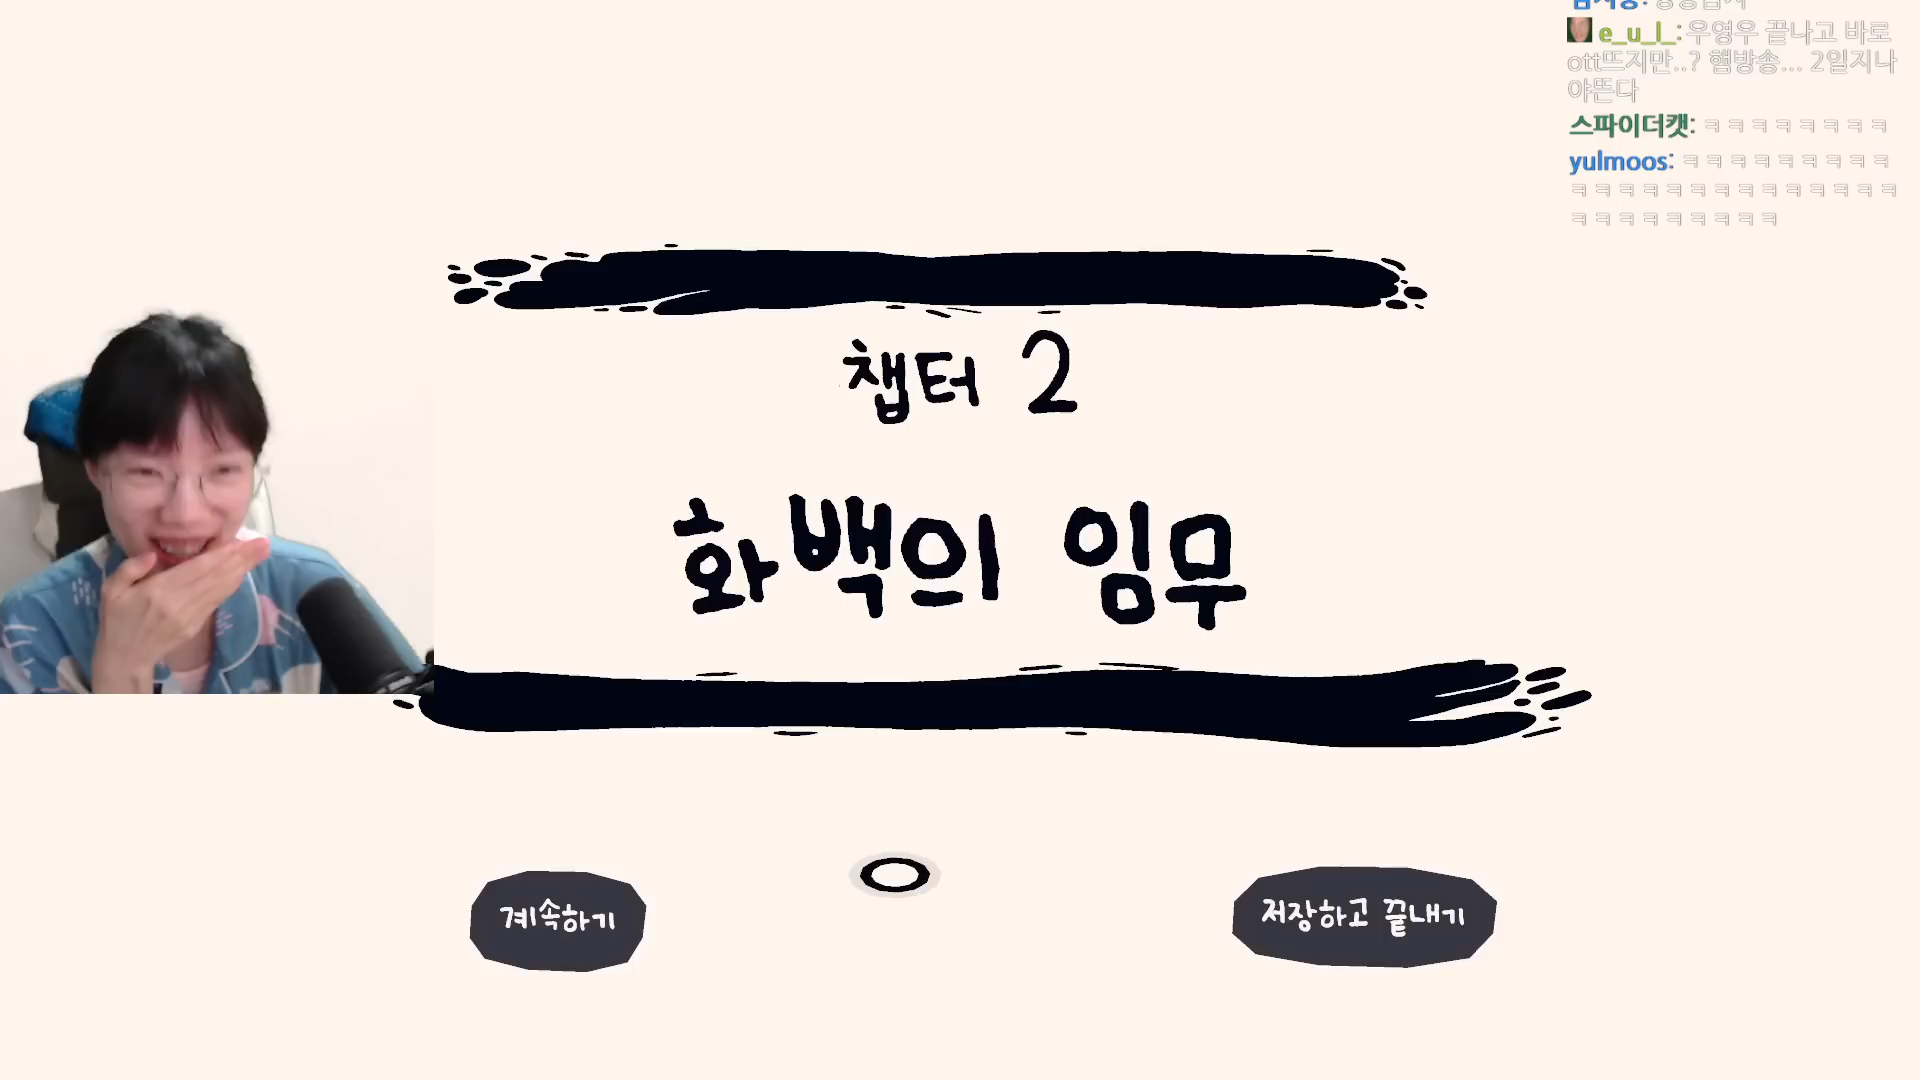 e_u_l_: 우영우 끝나고 바로
ott뜨지만..? 햄방송... 2일지나
야뜬다
스파이더캣: ㅋㅋㅋㅋㅋㅋㅋㅋ
yulmoos: ㅋㅋㅋㅋㅋㅋㅋㅋㅋ
ㅋㅋㅋㅋㅋㅋㅋㅋㅋㅋㅋㅋㅋㅋ
ㅋㅋㅋㅋㅋㅋㅋㅋㅋ
챕터 2
화백의 임무
계속하기
저장하고 끝내기